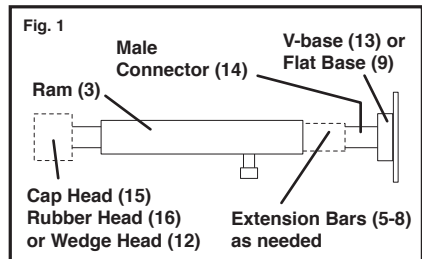 Fig. 1
Male
Connector (14)
V-base (13) or
Flat Base (9)
Ram (3)
Cap Head (15)
Rubber Head (16)
or Wedge Head (12)
Extension Bars (5-8)
as needed